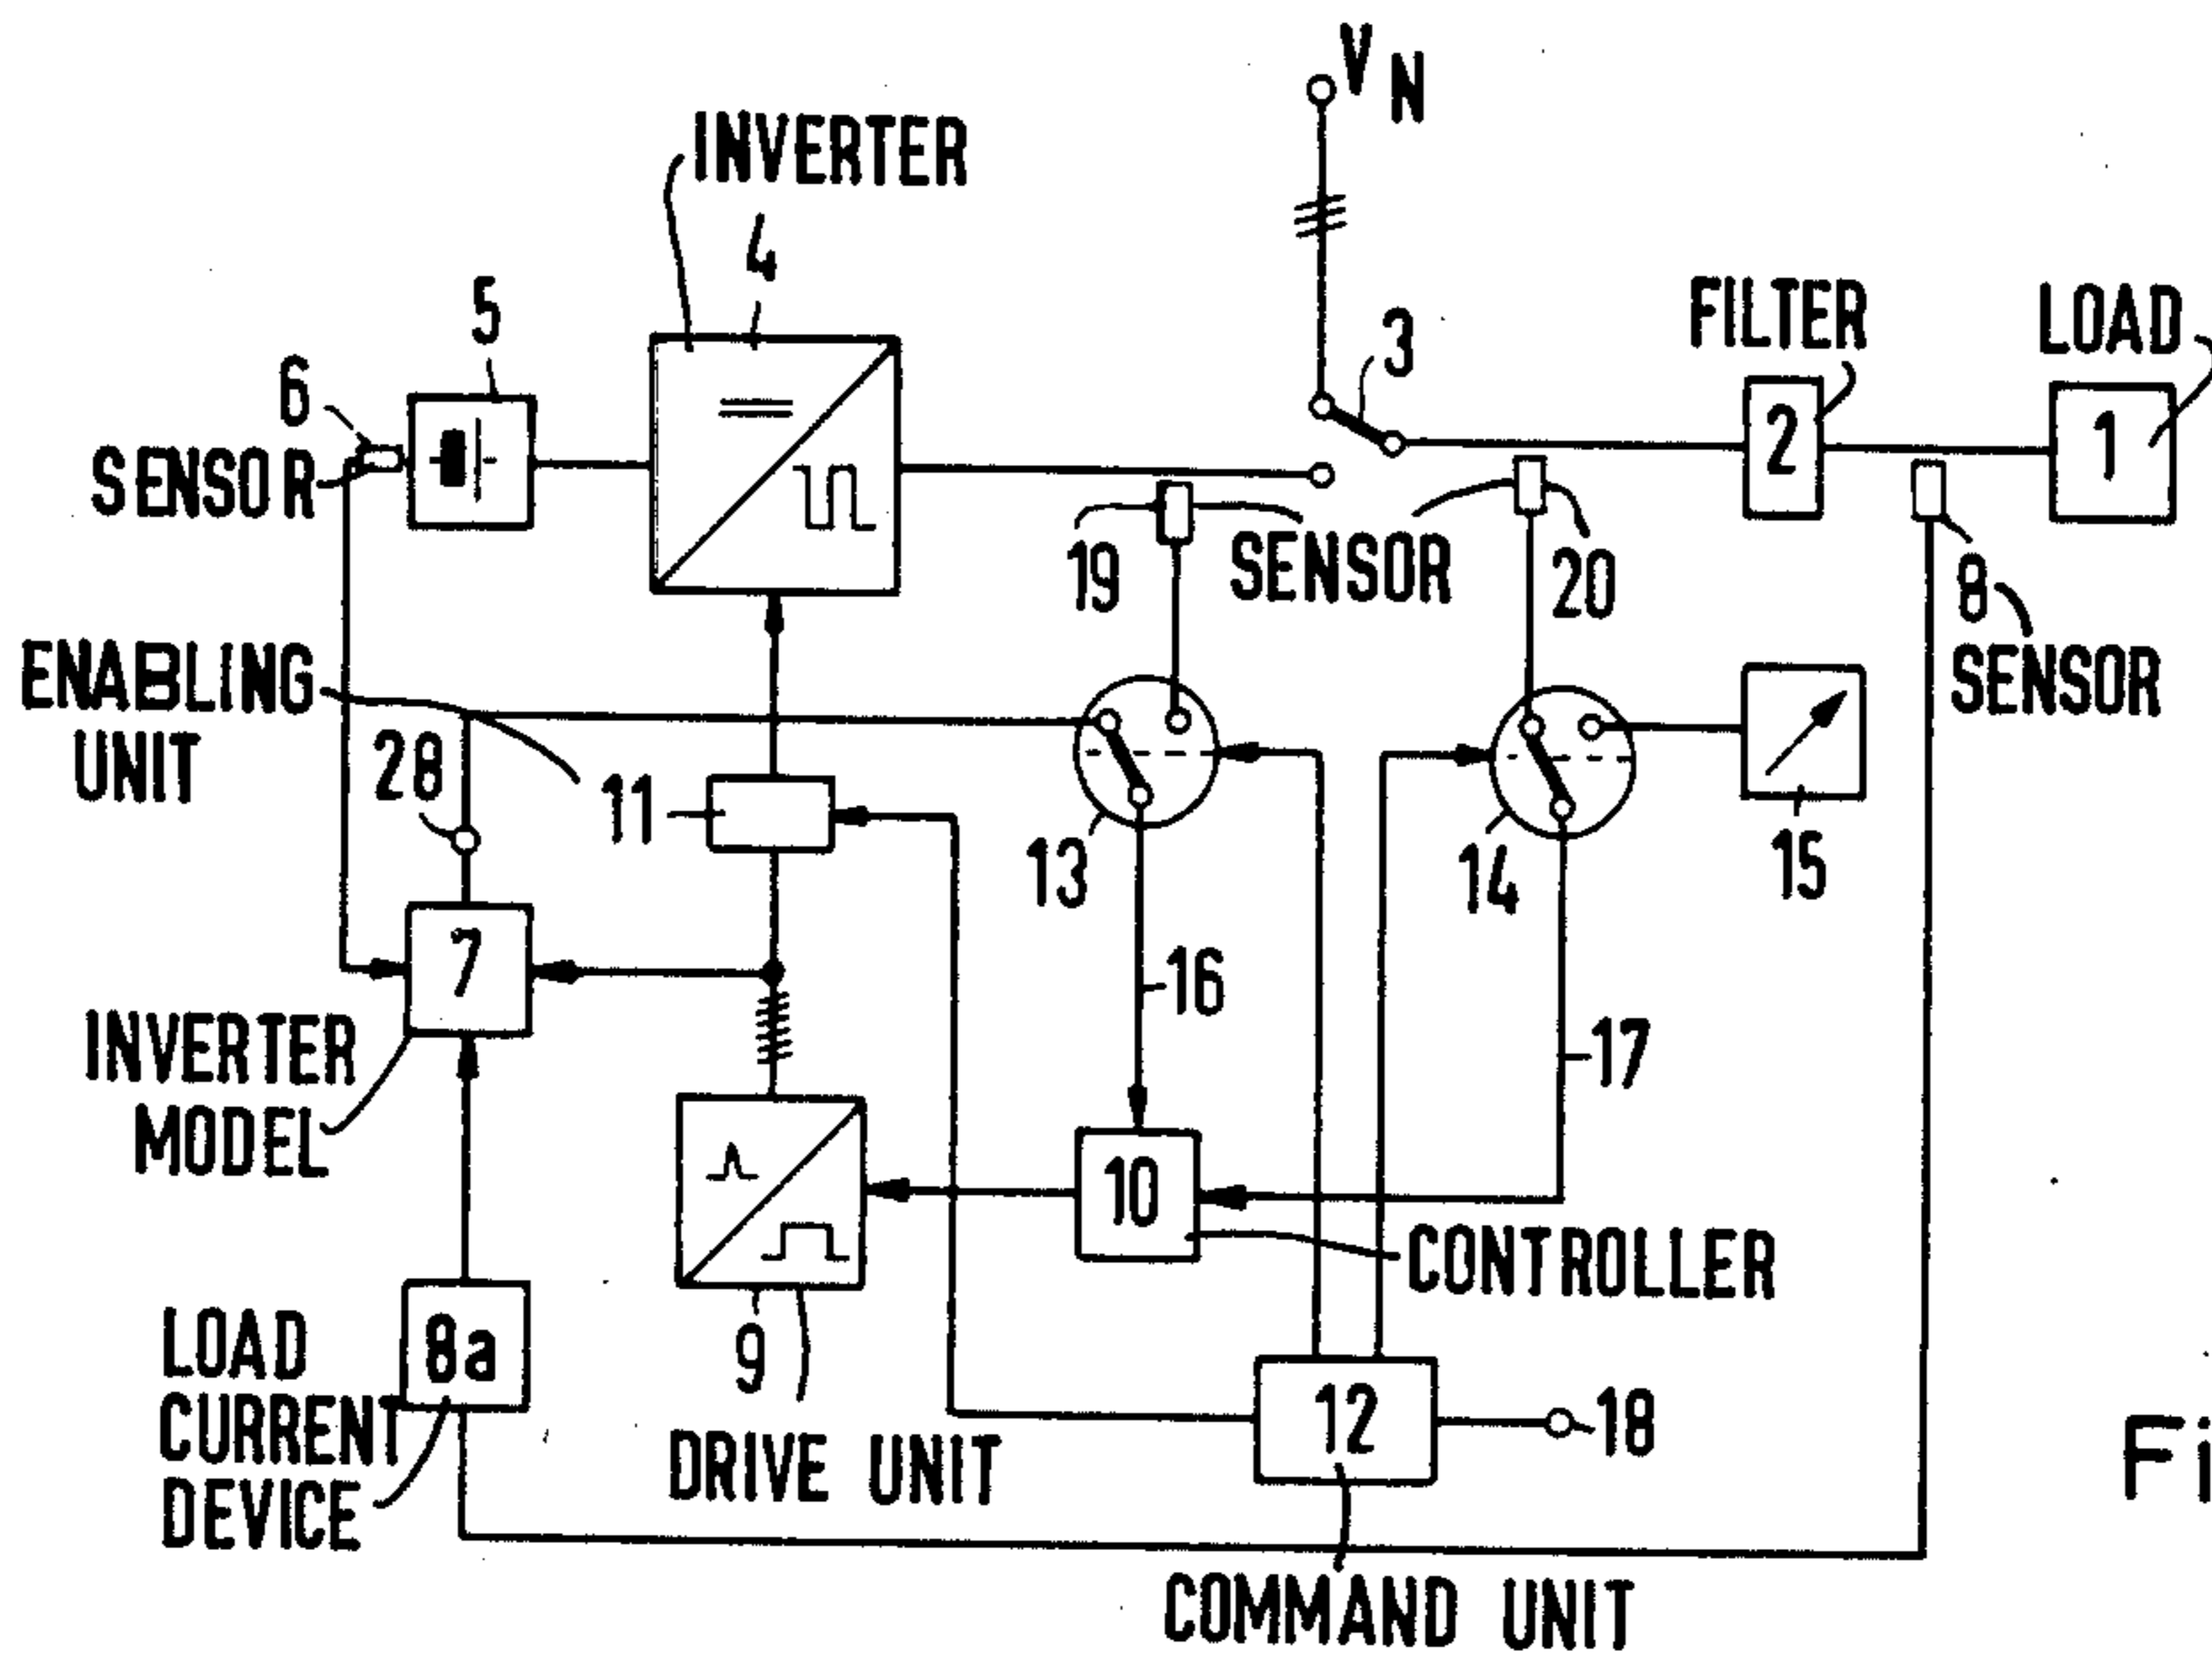 V N
INVERTER
4
5
6
SENSOR
3
FILTER
2
LOAD
1
19
SENSOR
20
8
SENSOR
ENABLING
UNIT
28
11
13
14
15
7
INVERTER
MODEL
16
17
10
CONTROLLER
9
DRIVE UNIT
LOAD
CURRENT
DEVICE
8a
12
18
COMMAND UNIT
Fi